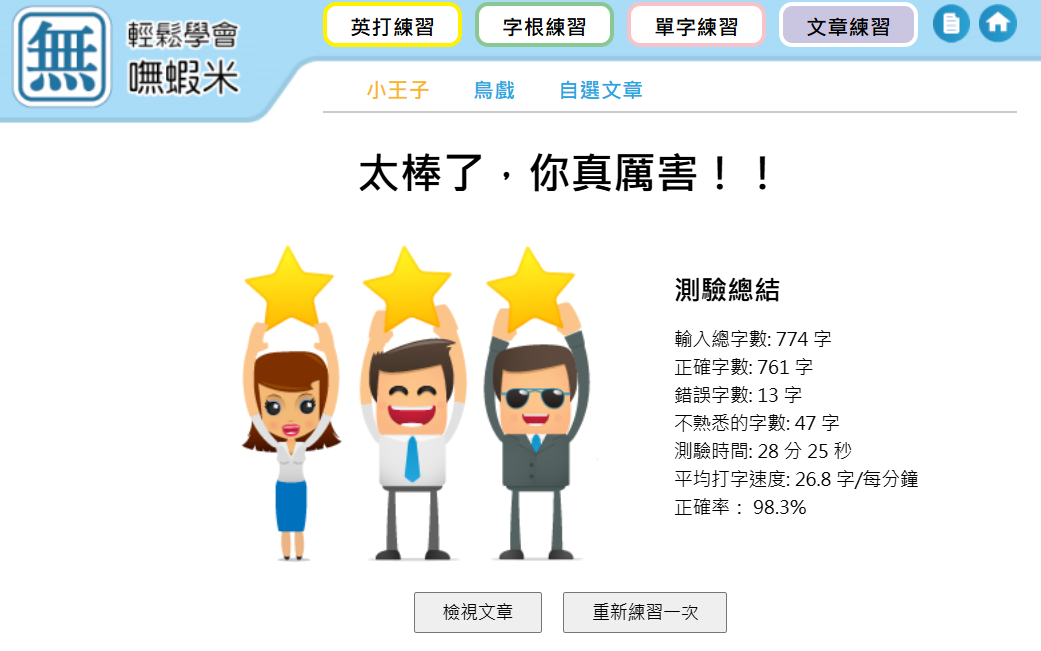 無
輕鬆學會
嘸蝦米
英打練習 字根練習 單字練習 文章練習
小王子 鳥戲 自選文章
太棒了，你真厲害！！
測驗總結
輸入總字數: 774 字
正確字數: 761 字
錯誤字數: 13 字
不熟悉的字數: 47 字
測驗時間: 28 分 25 秒
平均打字速度: 26.8 字/每分鐘
正確率： 98.3%
檢視文章 重新練習一次